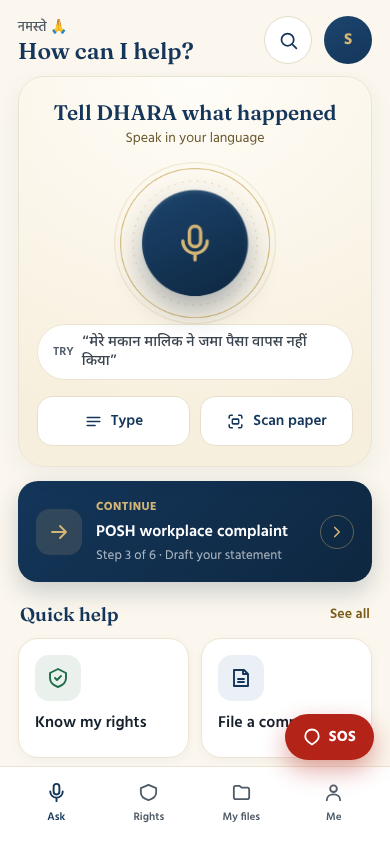 नमस्ते 🙏
How can I help?
S
Tell DHARA what happened
Speak in your language
TRY
“मेरे मकान मालिक ने जमा पैसा वापस नहीं
किया”
Type
Scan paper
CONTINUE
POSH workplace complaint
Step 3 of 6 · Draft your statement
Quick help
See all
Know my rights
File a com
SOS
Ask
Rights
My files
Me